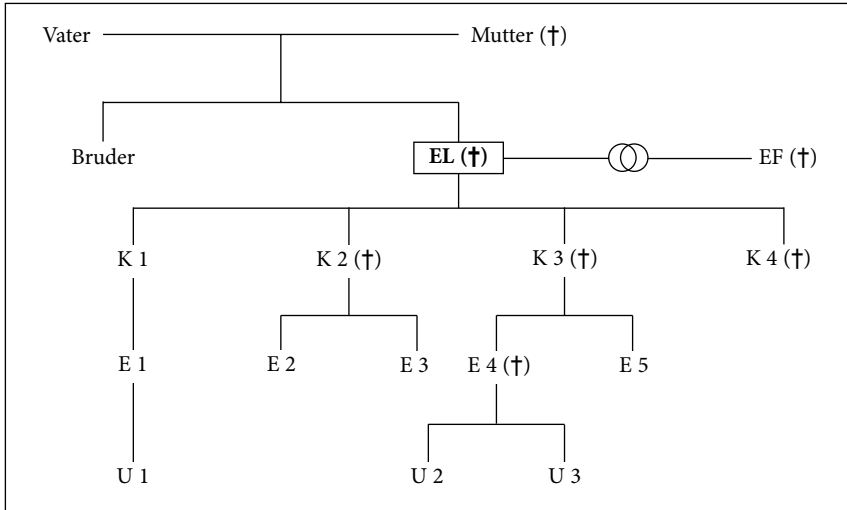 Vater Mutter (✝)
Bruder EL (✝) EF (✝)
K 1 K 2 (✝) K 3 (✝) K 4 (✝)
E 1 E 2 E 3 E 4 (✝) E 5
U 1 U 2 U 3